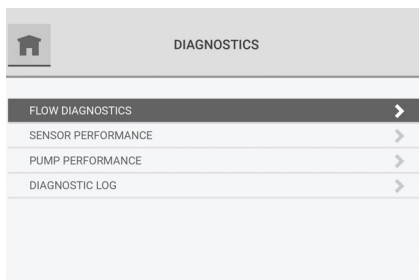 DIAGNOSTICS
FLOW DIAGNOSTICS
SENSOR PERFORMANCE
PUMP PERFORMANCE
DIAGNOSTIC LOG